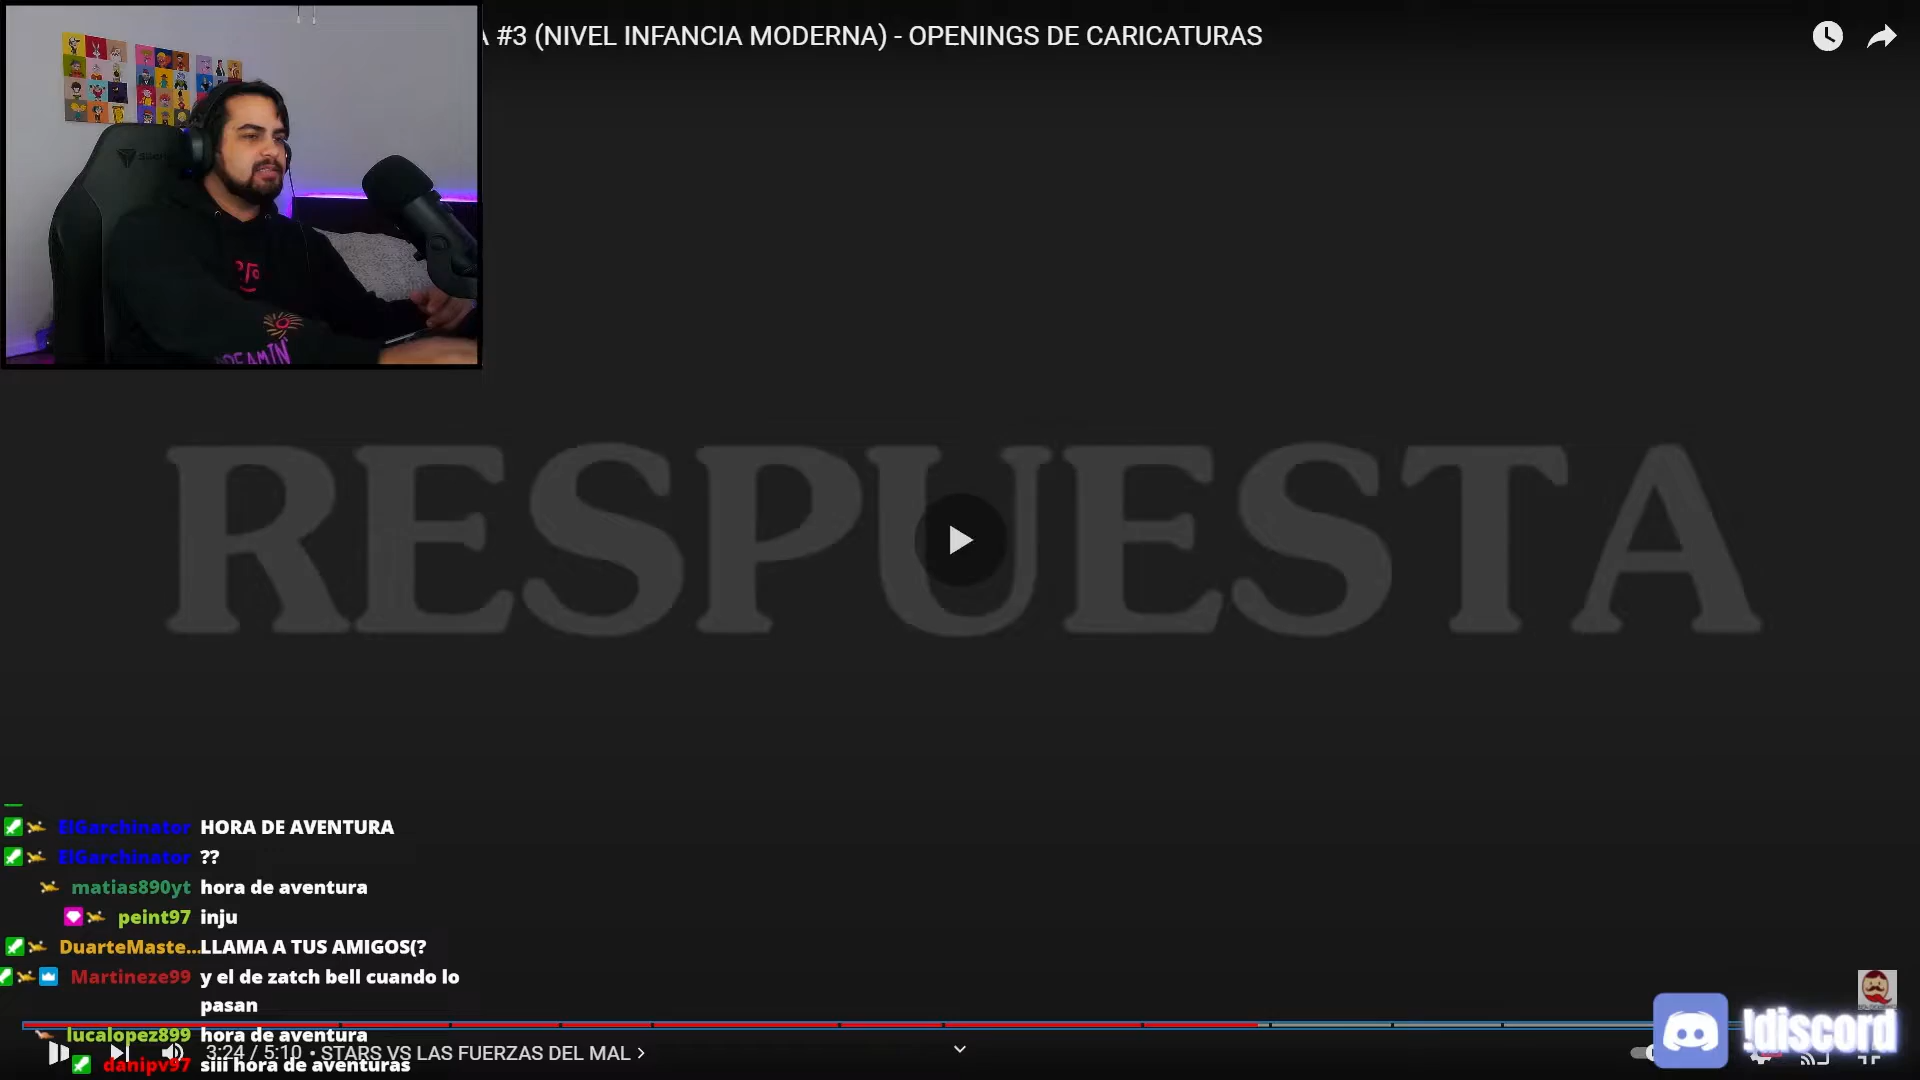 #3 (NIVEL INFANCIA MODERNA) - OPENINGS DE CARICATURAS
RESPUESTA
ElGarchinator HORA DE AVENTURA
ElGarchinator ??
matias890yt hora de aventura
peint97 inju
DuarteMaste... LLAMA A TUS AMIGOS(?
Martineze99 y el de zatch bell cuando lo
pasan
lucalopez899 hora de aventura
3:24 / 5:10 • STARS VS LAS FUERZAS DEL MAL
danipv97 siii hora de aventuras
!discord